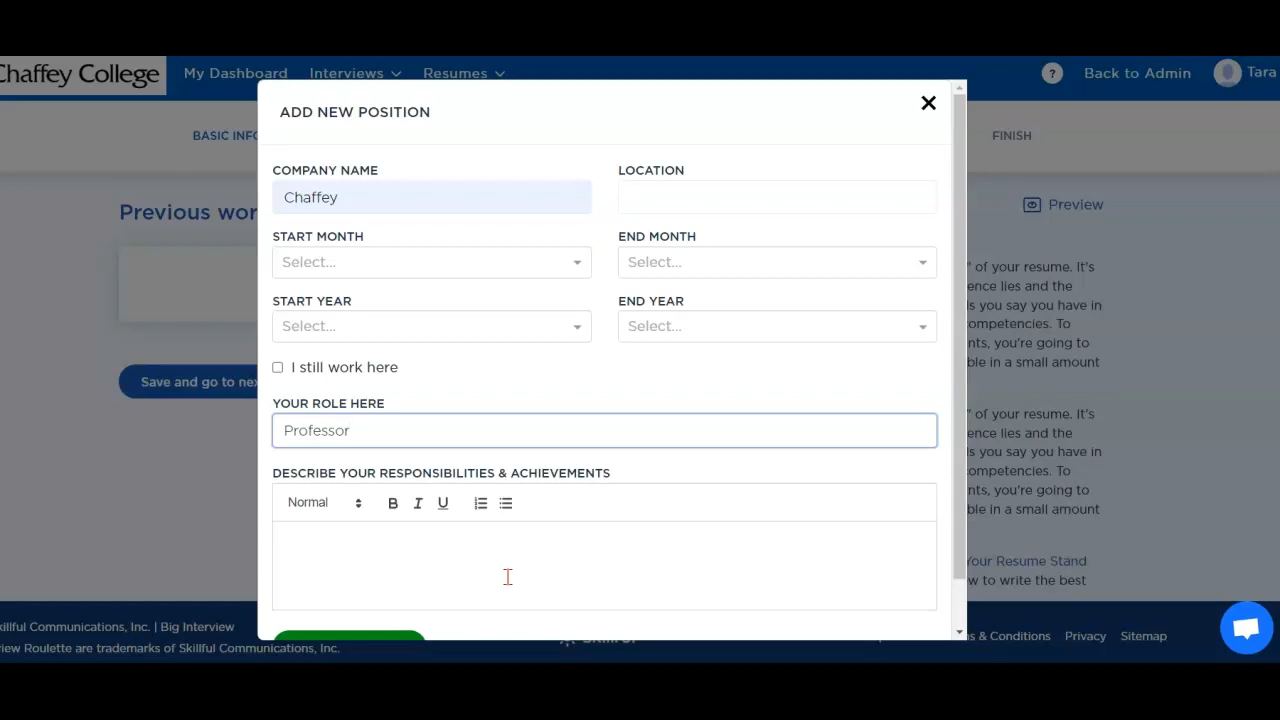 Chaffey College My Dashboard Interviews Resumes ? Back to Admin Tara
ADD NEW POSITION
BASIC INFO FINISH
COMPANY NAME LOCATION
Chaffey
Previous wor Preview
START MONTH END MONTH
Select... Select...
START YEAR END YEAR
Select... Select...
I still work here
Save and go to nex
YOUR ROLE HERE
Professor
DESCRIBE YOUR RESPONSIBILITIES & ACHIEVEMENTS
Normal B I U
" of your resume. It's
ence lies and the
s you say you have in
ompetencies. To
nts, you're going to
ble in a small amount
" of your resume. It's
ence lies and the
s you say you have in
ompetencies. To
nts, you're going to
ble in a small amount
Your Resume Stand
w to write the best
killful Communications, Inc. | Big Interview
iew Roulette are trademarks of Skillful Communications, Inc.
s & Conditions Privacy Sitemap